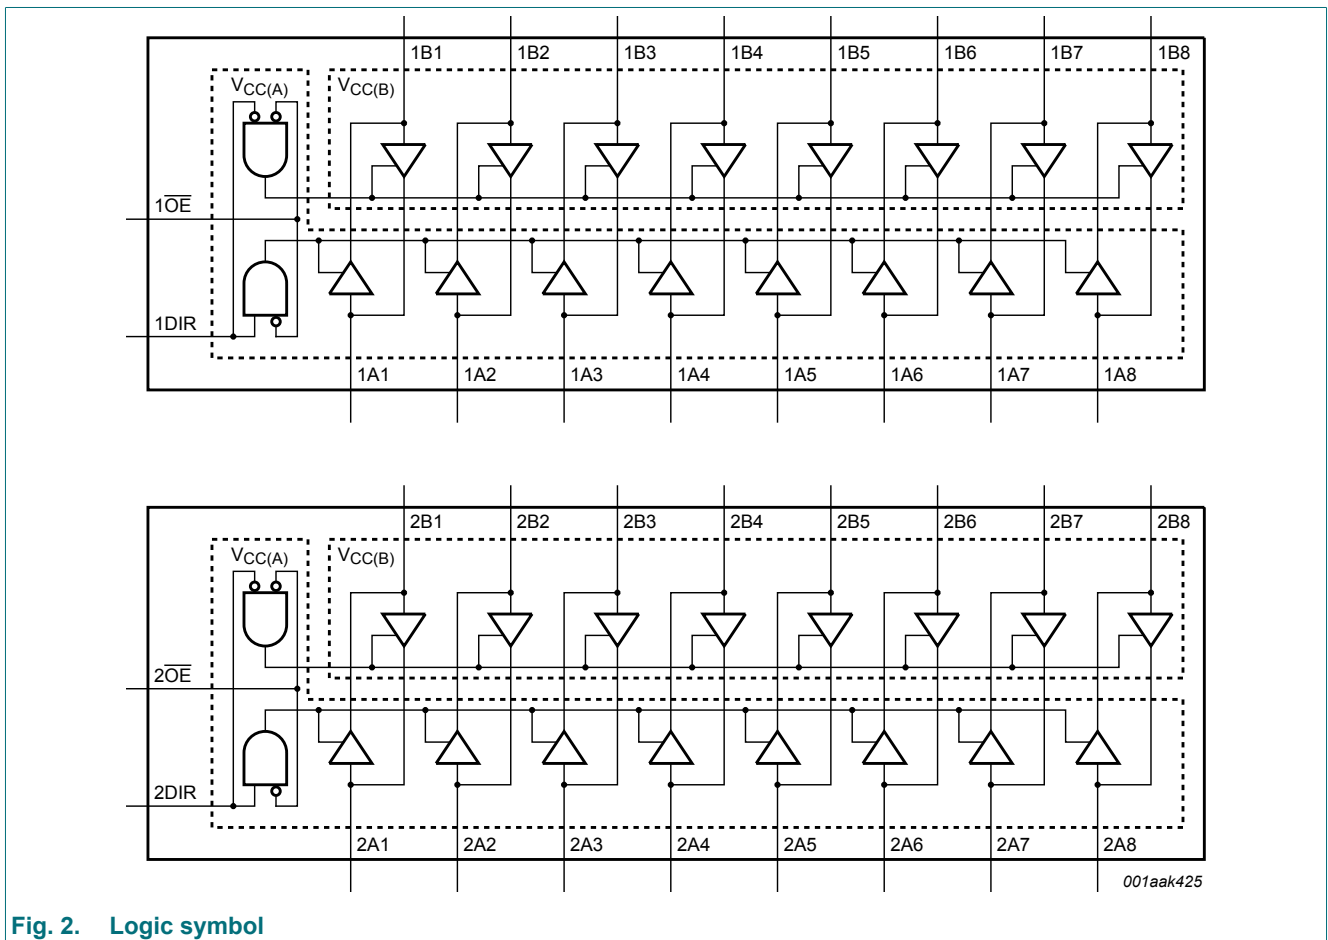 1B1 1B2 1B3 1B4 1B5 1B6 1B7 1B8
VCC(A) VCC(B)
1O̅E̅
1DIR
1A1 1A2 1A3 1A4 1A5 1A6 1A7 1A8
2B1 2B2 2B3 2B4 2B5 2B6 2B7 2B8
VCC(A) VCC(B)
2O̅E̅
2DIR
2A1 2A2 2A3 2A4 2A5 2A6 2A7 2A8
001aak425
Fig. 2. Logic symbol